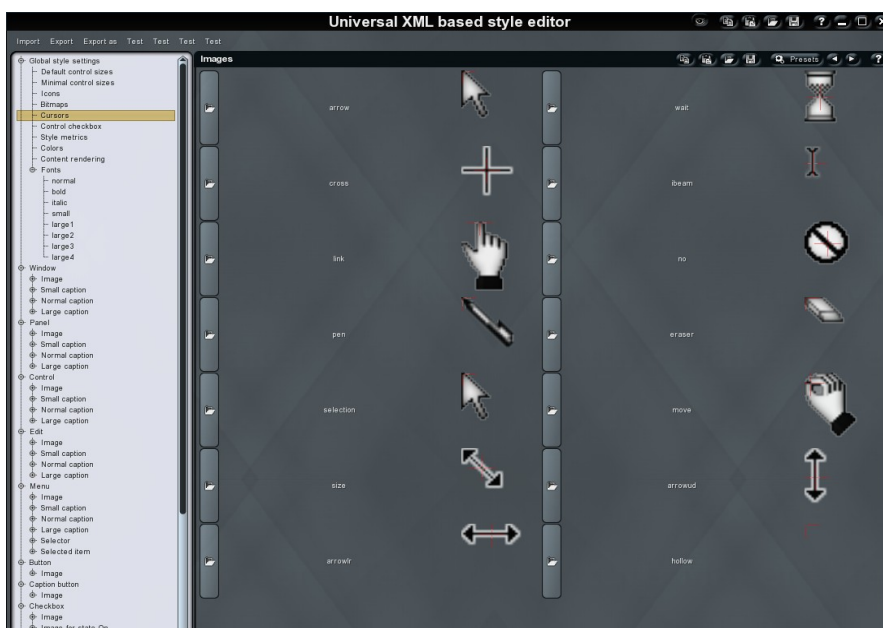 Universal XML based style editor
Import Export Export as Test Test Test Test
Global style settings
Default control sizes
Minimal control sizes
Icons
Bitmaps
Cursors
Control checkbox
Style metrics
Colors
Content rendering
Fonts
normal
bold
italic
small
large1
large2
large3
large4
Window
Image
Small caption
Normal caption
Large caption
Panel
Image
Small caption
Normal caption
Large caption
Control
Image
Small caption
Normal caption
Large caption
Edit
Image
Small caption
Normal caption
Large caption
Menu
Image
Small caption
Normal caption
Large caption
Selector
Selected item
Button
Image
Caption button
Image
Checkbox
Image
Image for state On
Images Presets ?
arrow wait
cross ibeam
link no
pen eraser
selection move
size arrowud
arrowlr hollow